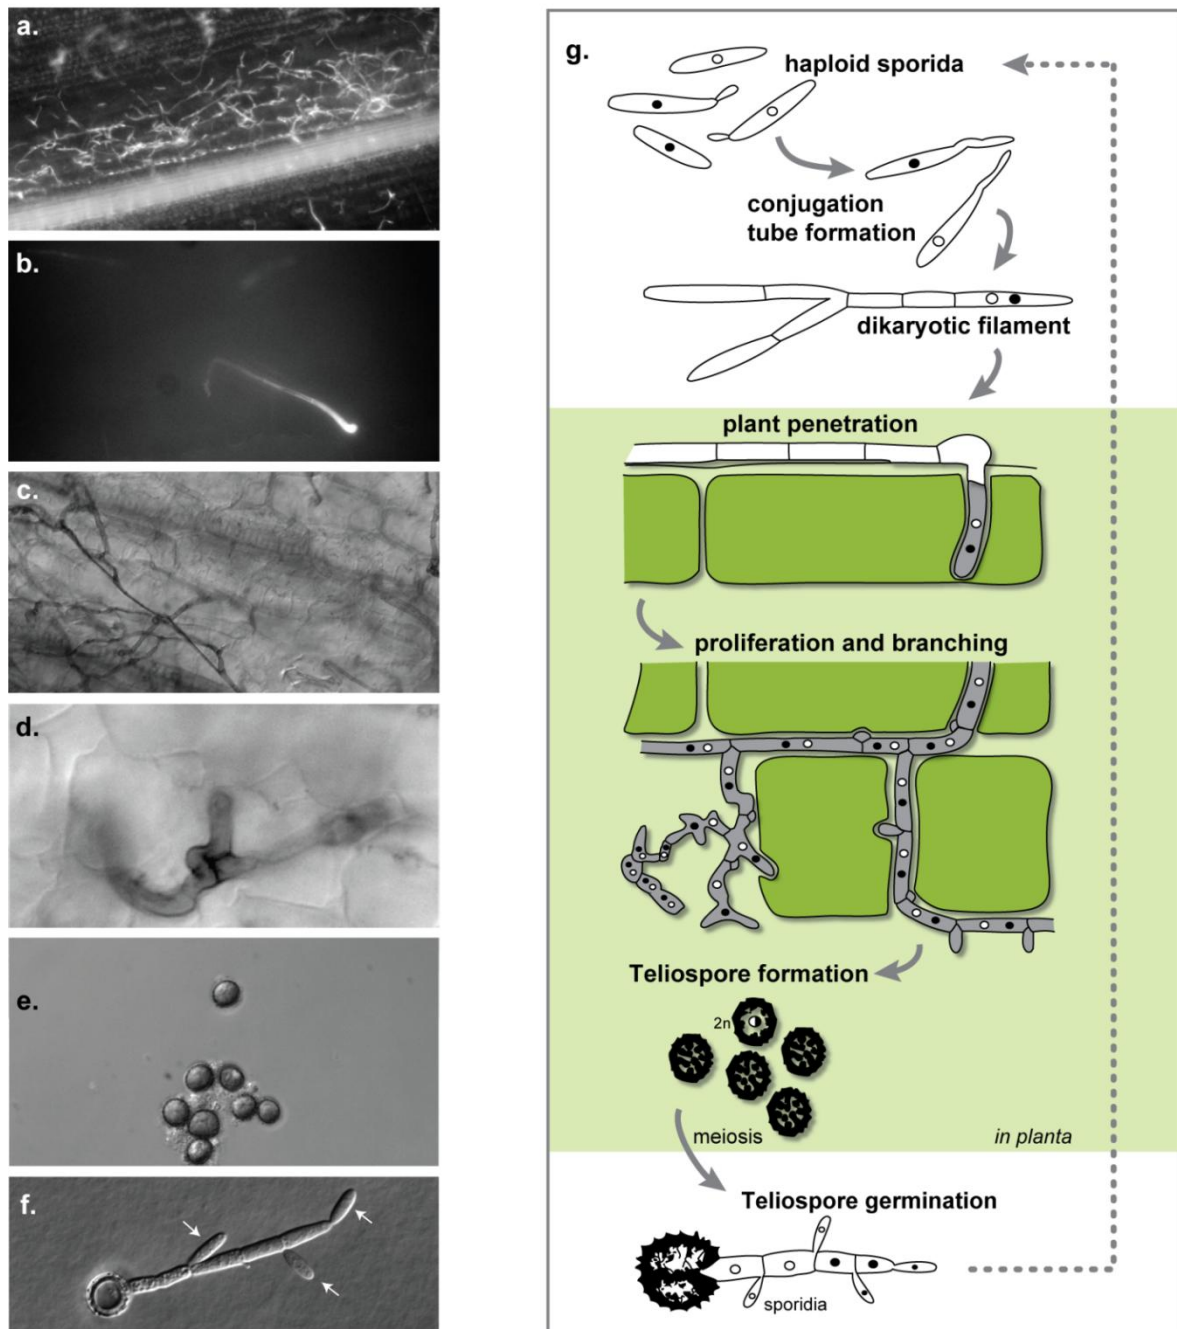 a.
b.
c.
d.
e.
f.
g.
haploid sporida
conjugation
tube formation
dikaryotic filament
plant penetration
proliferation and branching
Teliospore formation
2n
meiosis
in planta
Teliospore germination
sporidia